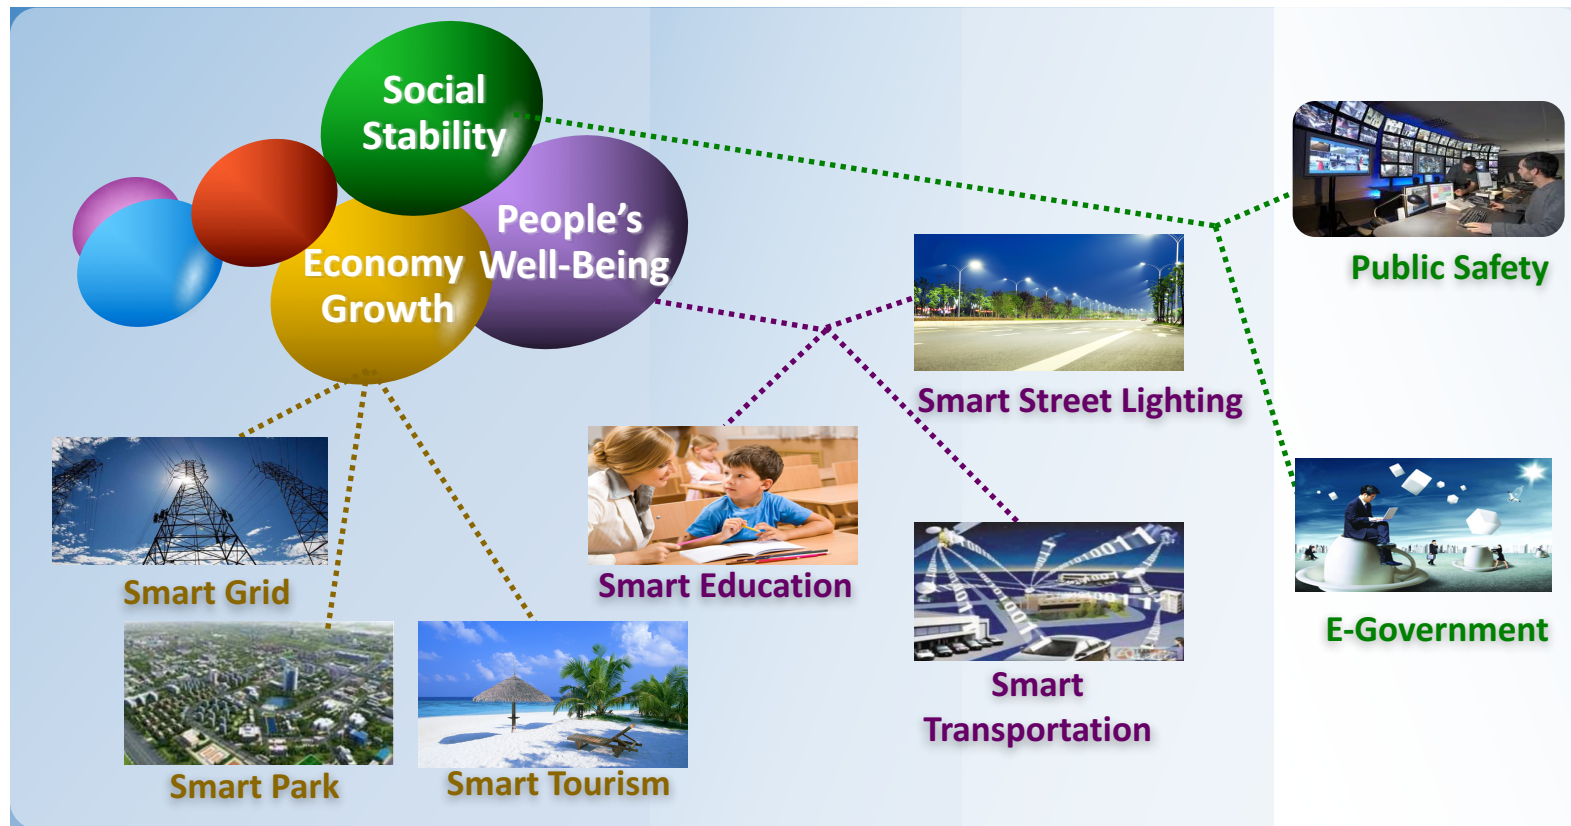 Social
Stability
People’s
Well-Being
Economy
Growth
Public Safety
Smart Street Lighting
Smart Grid
Smart Education
E-Government
Smart
Transportation
Smart Park
Smart Tourism